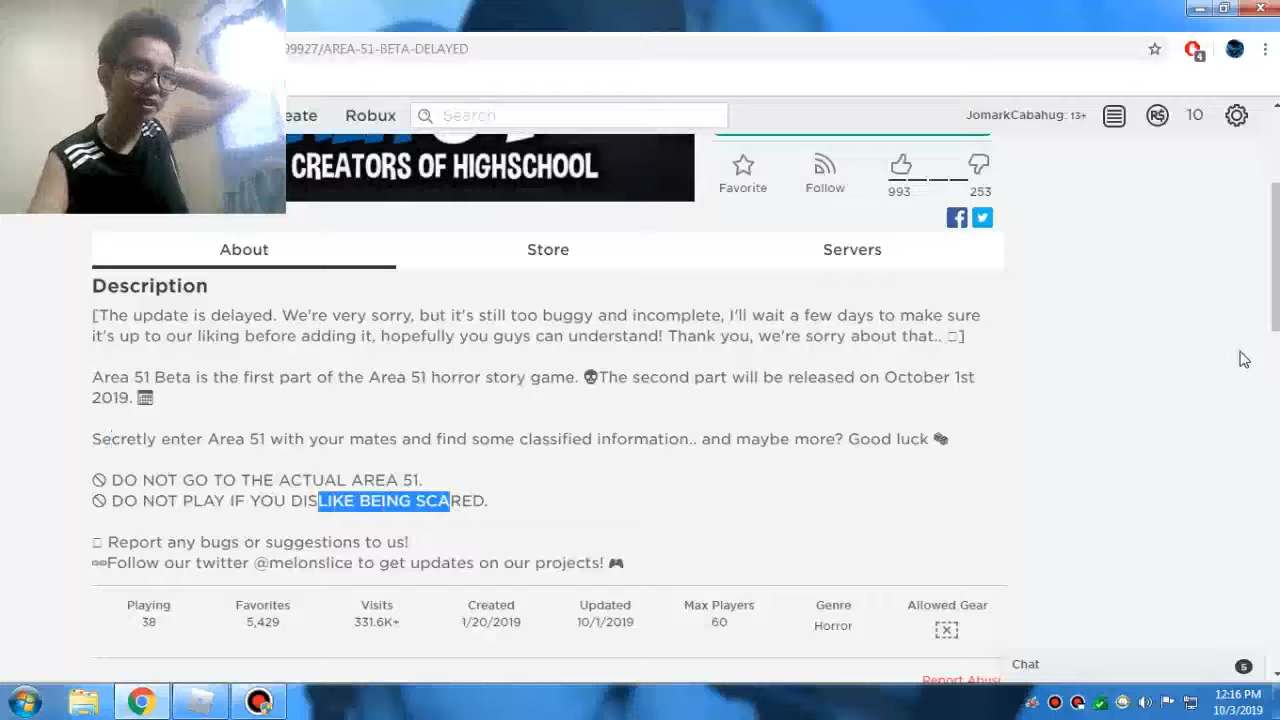 99927/AREA-51-BETA-DELAYED
4
eate
Robux
Search
JomarkCabahug: 13+
10
CREATORS OF HIGHSCHOOL
Favorite
Follow
993
253
About
Store
Servers
Description
[The update is delayed. We're very sorry, but it's still too buggy and incomplete, I'll wait a few days to make sure
it's up to our liking before adding it, hopefully you guys can understand! Thank you, we're sorry about that.. □]
Area 51 Beta is the first part of the Area 51 horror story game. 💀The second part will be released on October 1st
2019. 📅
Secretly enter Area 51 with your mates and find some classified information.. and maybe more? Good luck 🎭
🚫 DO NOT GO TO THE ACTUAL AREA 51.
🚫 DO NOT PLAY IF YOU DISLIKE BEING SCARED.
□ Report any bugs or suggestions to us!
Follow our twitter @melonslice to get updates on our projects! 🎮
Playing
38
Favorites
5,429
Visits
331.6K+
Created
1/20/2019
Updated
10/1/2019
Max Players
60
Genre
Horror
Allowed Gear
Report Abuse
Chat
5
12:16 PM
10/3/2019